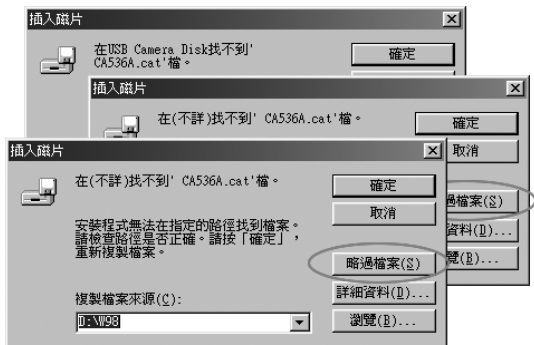 插入磁片
在USB Camera Disk找不到'
CA536A.cat'檔。
確定
插入磁片
在(不詳)找不到' CA536A.cat'檔。
確定
取消
過檔案(S)
資料(D)...
覽(B)...
插入磁片
在(不詳)找不到' CA536A.cat'檔。
安裝程式無法在指定的路徑找到檔案。
請檢查路徑是否正確。請按「確定」，
重新複製檔案。
複製檔案來源(C):
D:\W98
確定
取消
略過檔案(S)
詳細資料(D)...
瀏覽(B)...